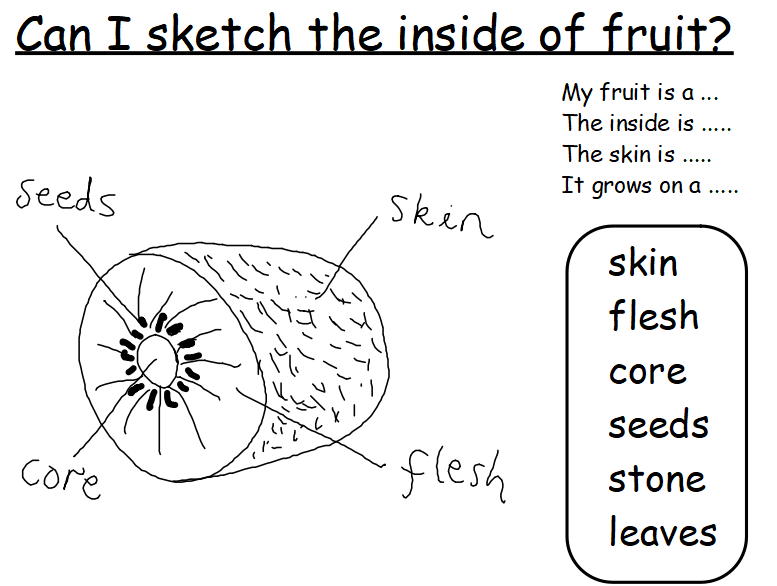 Can I sketch the inside of fruit?
My fruit is a ...
The inside is .....
The skin is .....
It grows on a .....
seeds
skin
core
flesh
skin
flesh
core
seeds
stone
leaves